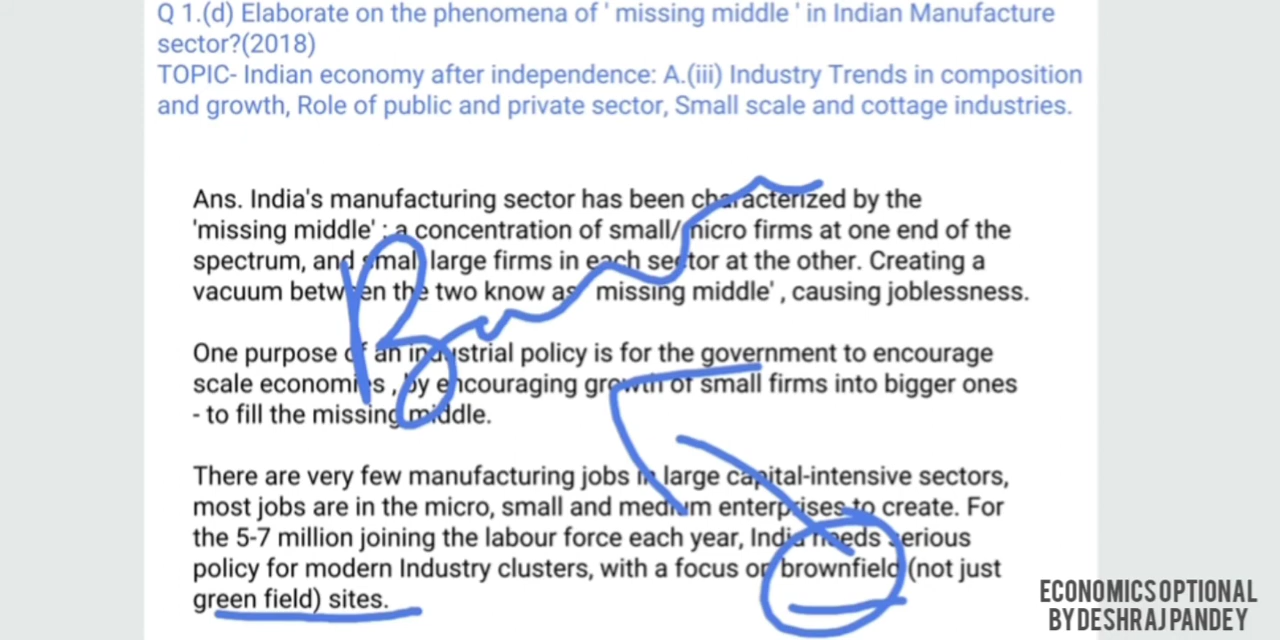 Q 1.(d) Elaborate on the phenomena of ' missing middle ' in Indian Manufacture
sector?(2018)
TOPIC- Indian economy after independence: A.(iii) Industry Trends in composition
and growth, Role of public and private sector, Small scale and cottage industries.
Ans. India's manufacturing sector has been characterized by the
'missing middle' : a concentration of small/micro firms at one end of the
spectrum, and small large firms in each sector at the other. Creating a
vacuum between the two know as 'missing middle' , causing joblessness.
One purpose of an industrial policy is for the government to encourage
scale economies , by encouraging growth of small firms into bigger ones
- to fill the missing middle.
There are very few manufacturing jobs in large capital-intensive sectors,
most jobs are in the micro, small and medium enterprises to create. For
the 5-7 million joining the labour force each year, India needs serious
policy for modern Industry clusters, with a focus on brownfield (not just
green field) sites.
ECONOMICS OPTIONAL
BY DESHRAJ PANDEY